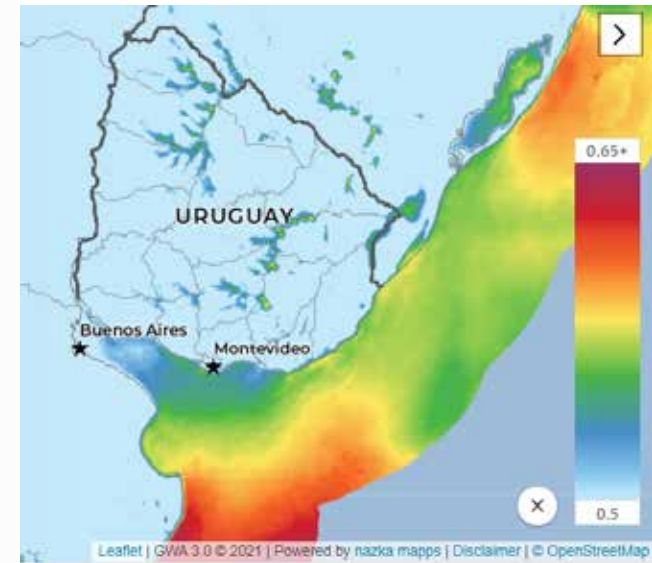 >
0.65+
URUGUAY
Buenos Aires
Montevideo
×
0.5
Leaflet | GWA 3.0 © 2021 | Powered by nazka mapps | Disclaimer | © OpenStreetMap